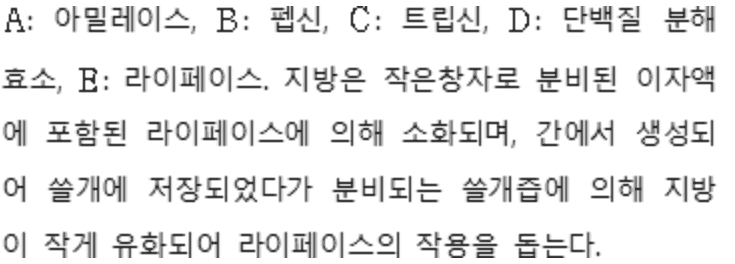 A: 아밀레이스, B: 펩신, C: 트립신, D: 단백질 분해
효소, E: 라이페이스. 지방은 작은창자로 분비된 이자액
에 포함된 라이페이스에 의해 소화되며, 간에서 생성되
어 쓸개에 저장되었다가 분비되는 쓸개즙에 의해 지방
이 작게 유화되어 라이페이스의 작용을 돕는다.